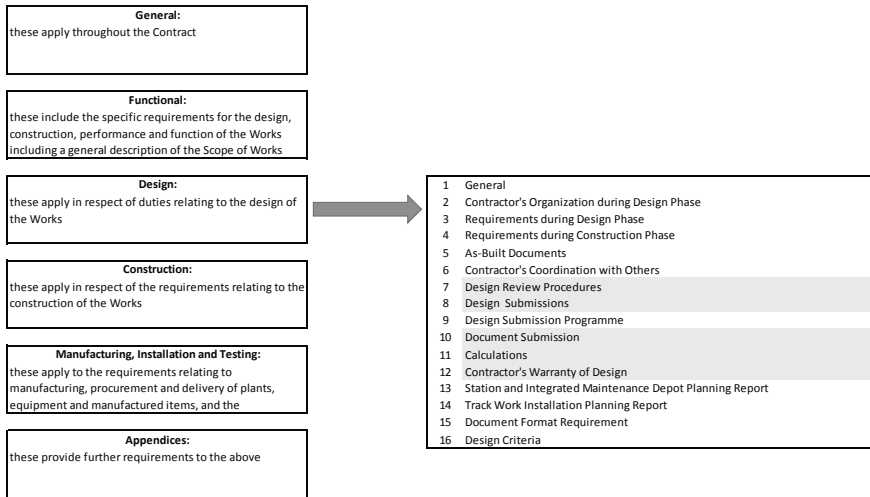 General:
these apply throughout the Contract
Functional:
these include the specific requirements for the design,
construction, performance and function of the Works
including a general description of the Scope of Works
Design:
these apply in respect of duties relating to the design of
the Works
Construction:
these apply in respect of the requirements relating to the
construction of the Works
Manufacturing, Installation and Testing:
these apply to the requirements relating to
manufacturing, procurement and delivery of plants,
equipment and manufactured items, and the
Appendices:
these provide further requirements to the above
1 General
2 Contractor's Organization during Design Phase
3 Requirements during Design Phase
4 Requirements during Construction Phase
5 As-Built Documents
6 Contractor's Coordination with Others
7 Design Review Procedures
8 Design Submissions
9 Design Submission Programme
10 Document Submission
11 Calculations
12 Contractor's Warranty of Design
13 Station and Integrated Maintenance Depot Planning Report
14 Track Work Installation Planning Report
15 Document Format Requirement
16 Design Criteria